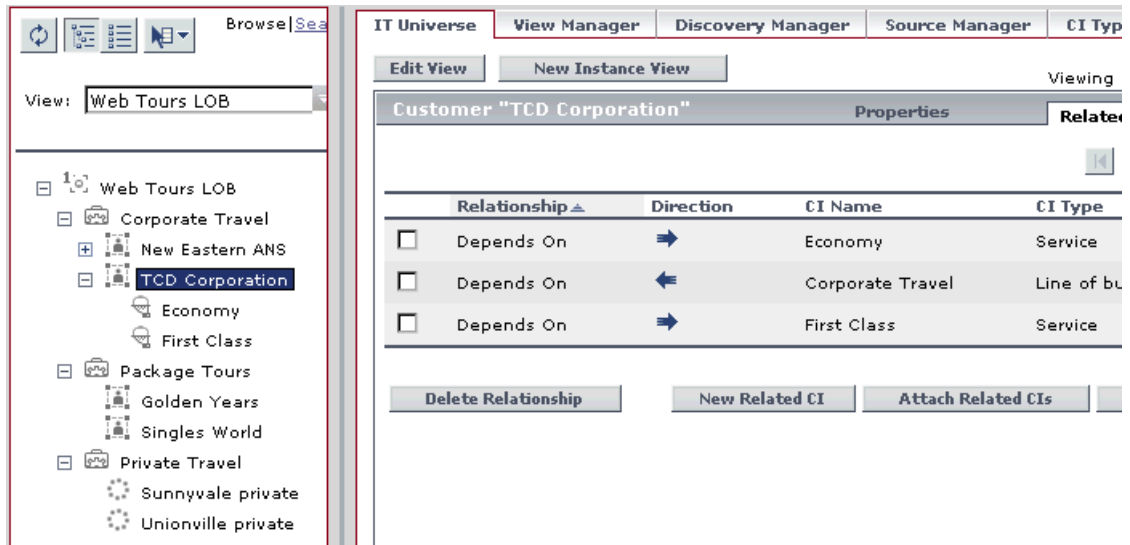 Browse|Sea
View: Web Tours LOB
1 Web Tours LOB
Corporate Travel
New Eastern ANS
TCD Corporation
Economy
First Class
Package Tours
Golden Years
Singles World
Private Travel
Sunnyvale private
Unionville private
IT Universe View Manager Discovery Manager Source Manager CI Typ
Edit View New Instance View
Viewing
Customer "TCD Corporation" Properties Related
Relationship Direction CI Name CI Type
Depends On Economy Service
Depends On Corporate Travel Line of bu
Depends On First Class Service
Delete Relationship New Related CI Attach Related CIs